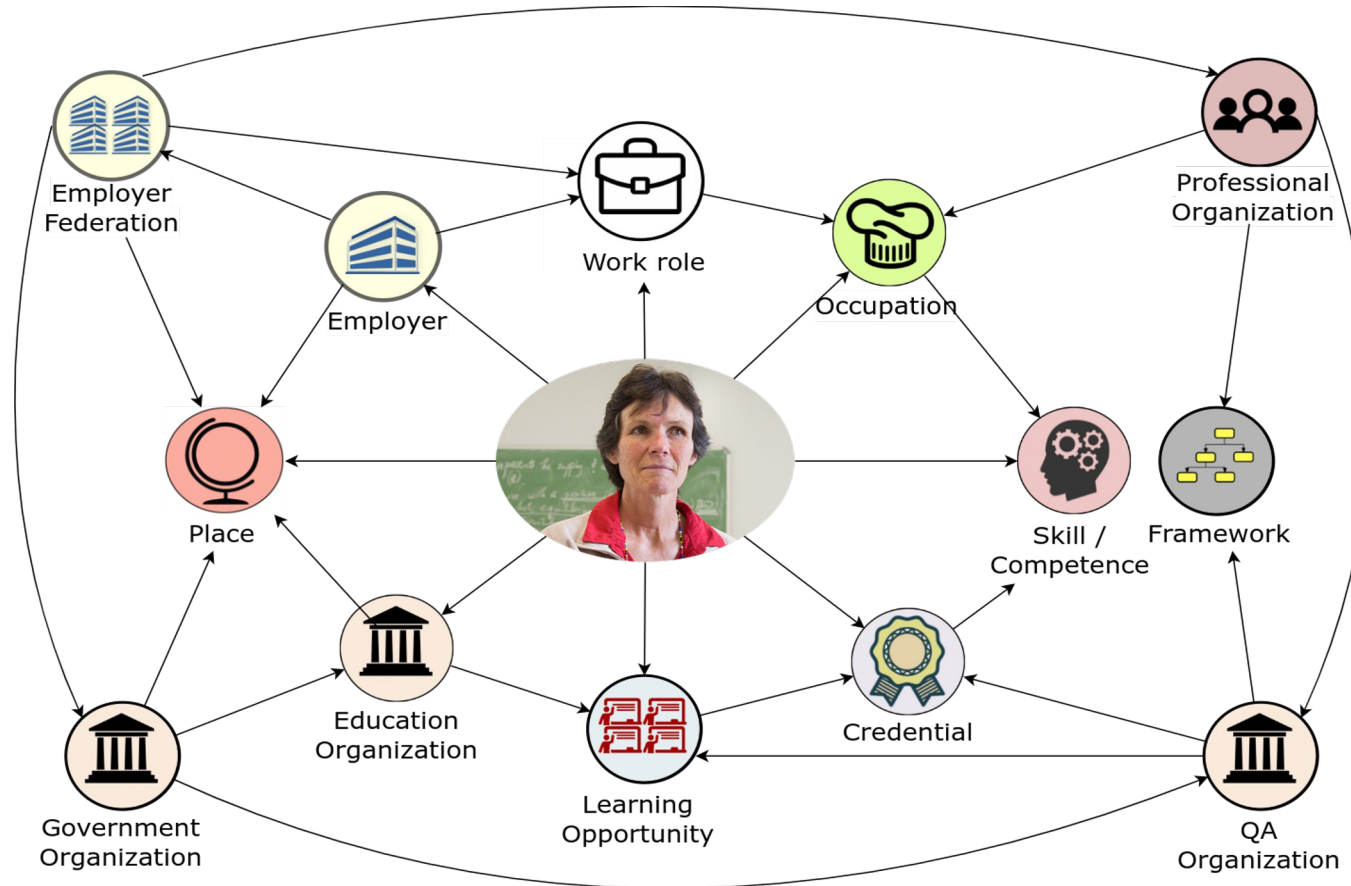 Employer
Federation
Professional
Organization
Work role
Occupation
Employer
Place
Skill /
Competence
Framework
Education
Organization
Credential
Learning
Opportunity
Government
Organization
QA
Organization